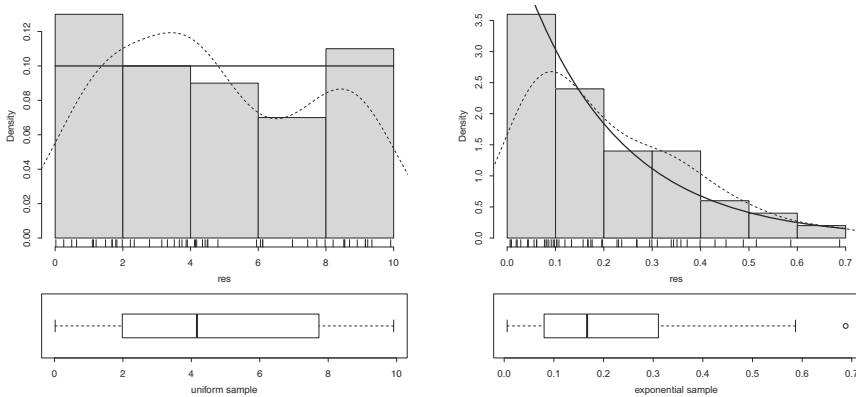 Density
0.00 0.02 0.04 0.06 0.08 0.10 0.12
0 2 4 6 8 10
res
0 2 4 6 8 10
uniform sample
Density
0.0 0.5 1.0 1.5 2.0 2.5 3.0 3.5
0.0 0.1 0.2 0.3 0.4 0.5 0.6 0.7
res
0.0 0.1 0.2 0.3 0.4 0.5 0.6 0.7
exponential sample